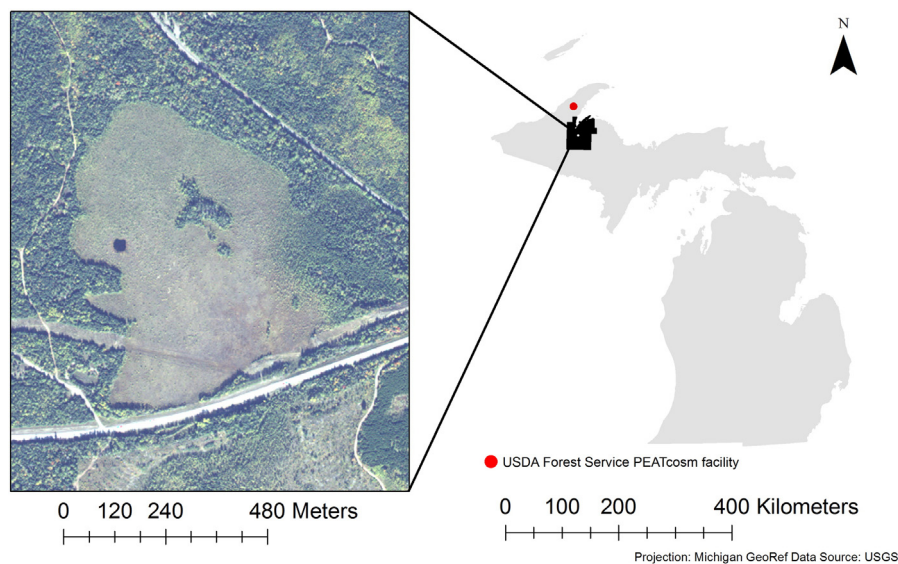 N
USDA Forest Service PEATcosm facility
0 120 240 480 Meters
0 100 200 400 Kilometers
Projection: Michigan GeoRef Data Source: USGS